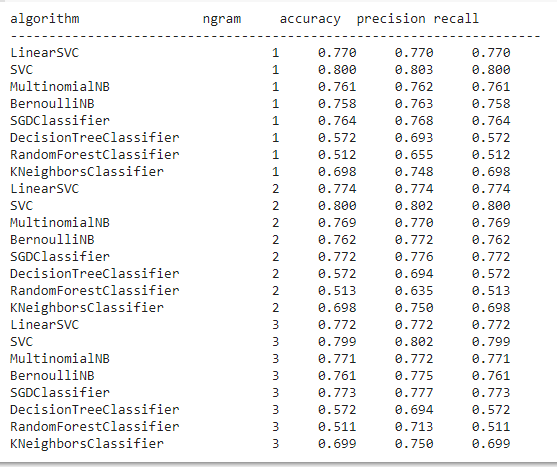 algorithm ngram accuracy precision recall
--------------------------------------------------------------------
LinearSVC 1 0.770 0.770 0.770
SVC 1 0.800 0.803 0.800
MultinomialNB 1 0.761 0.762 0.761
BernoulliNB 1 0.758 0.763 0.758
SGDClassifier 1 0.764 0.768 0.764
DecisionTreeClassifier 1 0.572 0.693 0.572
RandomForestClassifier 1 0.512 0.655 0.512
KNeighborsClassifier 1 0.698 0.748 0.698
LinearSVC 2 0.774 0.774 0.774
SVC 2 0.800 0.802 0.800
MultinomialNB 2 0.769 0.770 0.769
BernoulliNB 2 0.762 0.772 0.762
SGDClassifier 2 0.772 0.776 0.772
DecisionTreeClassifier 2 0.572 0.694 0.572
RandomForestClassifier 2 0.513 0.635 0.513
KNeighborsClassifier 2 0.698 0.750 0.698
LinearSVC 3 0.772 0.772 0.772
SVC 3 0.799 0.802 0.799
MultinomialNB 3 0.771 0.772 0.771
BernoulliNB 3 0.761 0.775 0.761
SGDClassifier 3 0.773 0.777 0.773
DecisionTreeClassifier 3 0.572 0.694 0.572
RandomForestClassifier 3 0.511 0.713 0.511
KNeighborsClassifier 3 0.699 0.750 0.699